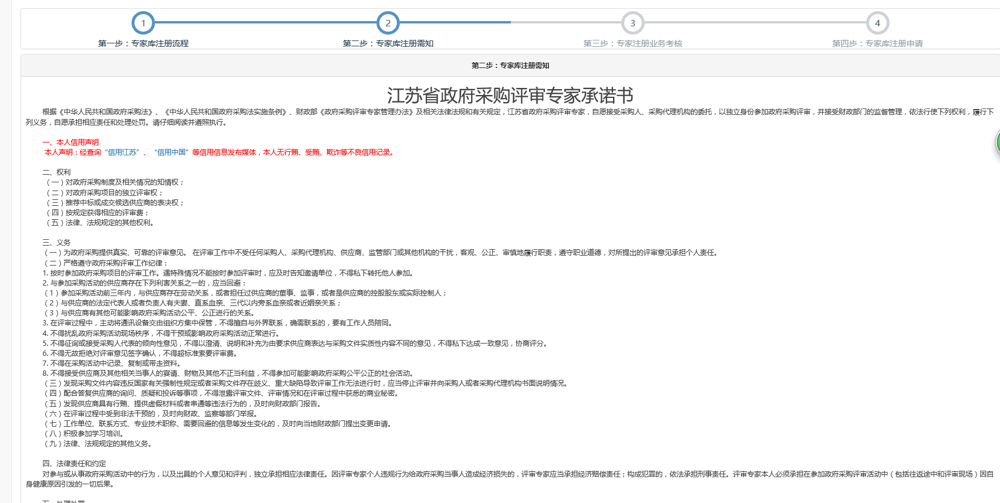 1
2
3
4
第一步：专家库注册流程
第二步：专家库注册需知
第三步：专家注册业务考核
第四步：专家库注册申请
第二步：专家库注册需知
江苏省政府采购评审专家承诺书
根据《中华人民共和国政府采购法》、《中华人民共和国政府采购法实施条例》、财政部《政府采购评审专家管理办法》及相关法律法规和有关规定，江苏省政府采购评审专家，自愿接受采购人、采购代理机构的委托，以独立身份参加政府采购评审，并接受财政部门的监督管理，依法行使下列权利，履行下
列义务，自愿承担相应责任和处理处罚。请仔细阅读并遵照执行。
一、本人信用声明
本人声明：经查询“信用江苏”、“信用中国”等信用信息发布媒体，本人无行贿、受贿、欺诈等不良信用记录。
二、权利
（一）对政府采购制度及相关情况的知情权；
（二）对政府采购项目的独立评审权；
（三）推荐中标或成交候选供应商的表决权；
（四）按规定获得相应的评审费；
（五）法律、法规规定的其他权利。
三、义务
（一）为政府采购提供真实、可靠的评审意见。 在评审工作中不受任何采购人、采购代理机构、供应商、监管部门或其他机构的干扰，客观、公正、审慎地履行职责，遵守职业道德，对所提出的评审意见承担个人责任。
（二）严格遵守政府采购评审工作纪律：
1. 按时参加政府采购项目的评审工作。遇特殊情况不能按时参加评审时，应及时告知邀请单位，不得私下转托他人参加。
2. 与参加采购活动的供应商存在下列利害关系之一的，应当回避：
（1）参加采购活动前三年内，与供应商存在劳动关系，或者担任过供应商的董事、监事，或者是供应商的控股股东或实际控制人；
（2）与供应商的法定代表人或者负责人有夫妻、直系血亲、三代以内旁系血亲或者近姻亲关系；
（3）与供应商有其他可能影响政府采购活动公平、公正进行的关系。
3. 在评审过程中，主动将通讯设备交由组织方集中保管，不得擅自与外界联系，确需联系的，要有工作人员陪同。
4. 不得扰乱政府采购活动现场秩序，不得干预或影响政府采购活动正常进行。
5. 不得征询或接受采购人代表的倾向性意见，不得以澄清、说明和补充为由要求供应商表达与采购文件实质性内容不同的意见，不得私下达成一致意见，协商评分。
6. 不得无故拒绝对评审意见签字确认，不得超标准索要评审费。
7. 不得在采购活动中记录、复制或带走资料。
8. 不得接受供应商及其他相关当事人的宴请、财物及其他不正当利益，不得参加可能影响政府采购公平公正的社会活动。
（三）发现采购文件内容违反国家有关强制性规定或者采购文件存在歧义、重大缺陷导致评审工作无法进行时，应当停止评审并向采购人或者采购代理机构书面说明情况。
（四）配合答复供应商的询问、质疑和投诉等事项，不得泄露评审文件、评审情况和在评审过程中获悉的商业秘密。
（五）发现供应商具有行贿、提供虚假材料或者串通等违法行为的，及时向财政部门报告。
（六）在评审过程中受到非法干预的，及时向财政、监察等部门举报。
（七）工作单位、联系方式、专业技术职称、需要回避的信息等发生变化的，及时向当地财政部门提出变更申请。
（八）积极参加学习培训。
（九）法律、法规规定的其他义务。
四、法律责任和约定
对参与或从事政府采购活动中的行为，以及出具的个人意见和评判，独立承担相应法律责任。因评审专家个人违规行为给政府采购当事人造成经济损失的，评审专家应当承担经济赔偿责任；构成犯罪的，依法承担刑事责任。评审专家本人必须承担在参加政府采购评审活动中（包括往返途中和评审现场）因自
身健康原因引发的一切后果。